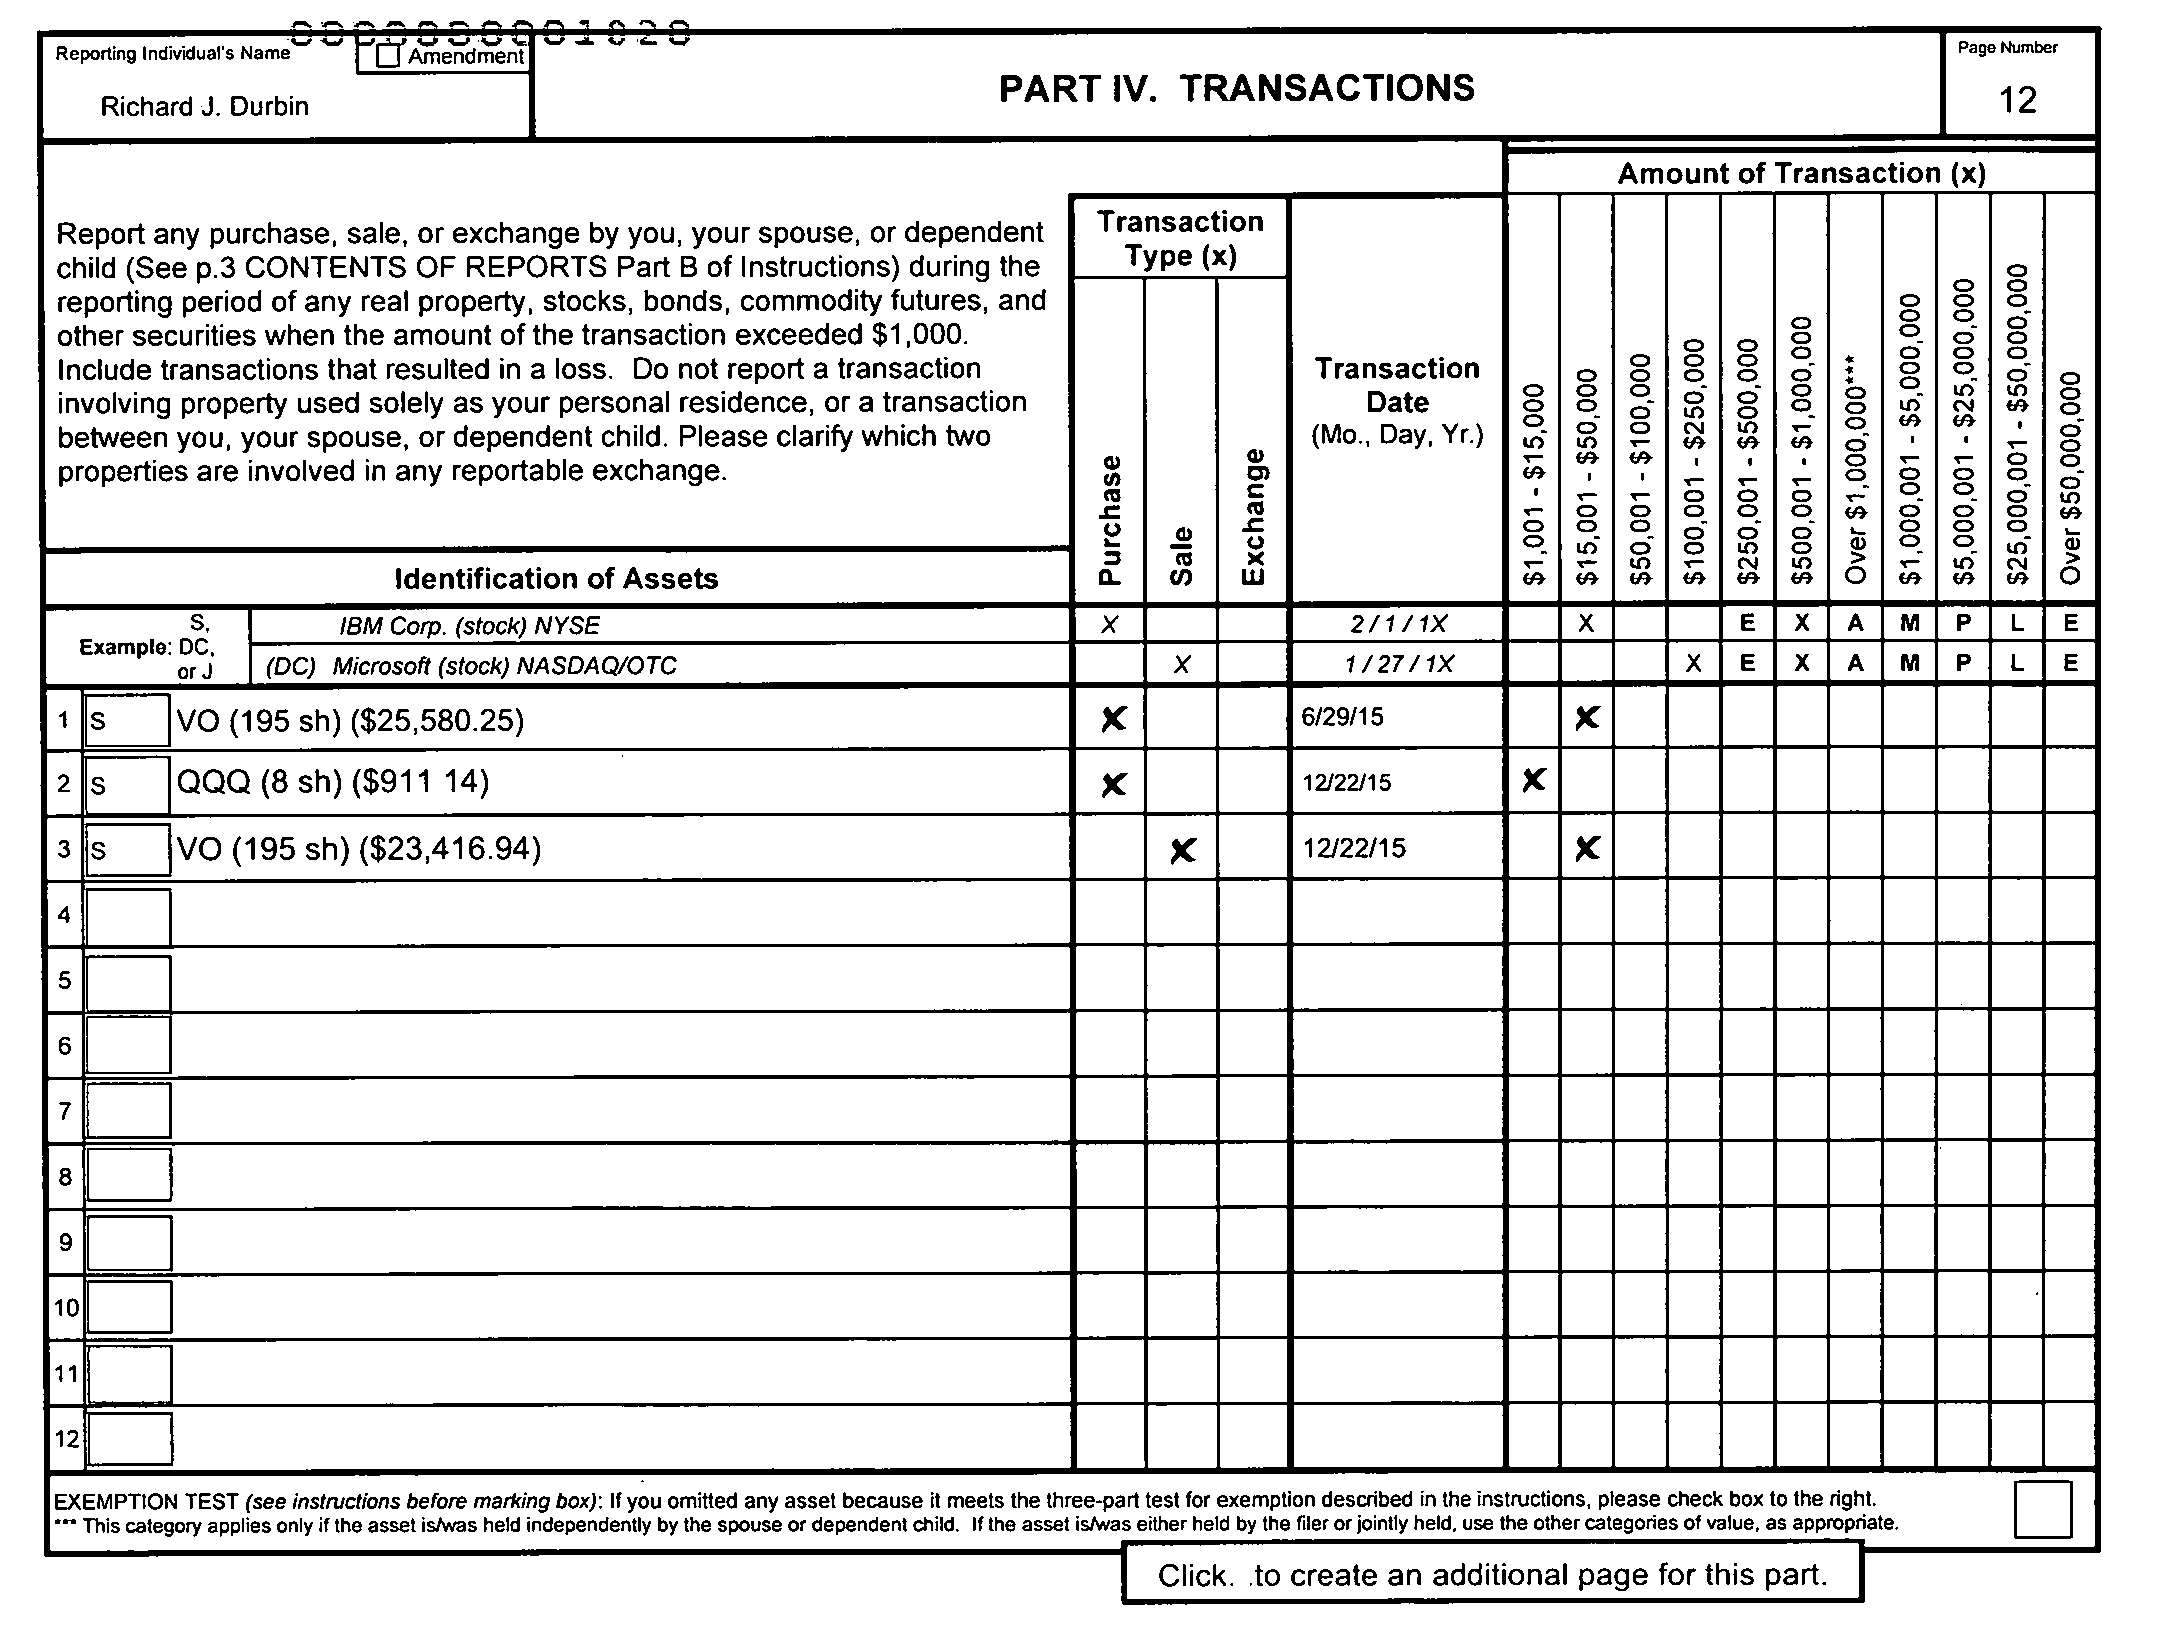 000000001020
Reporting Individual's Name
Amendment
Richard J. Durbin
PART IV. TRANSACTIONS
Page Number
12
Report any purchase, sale, or exchange by you, your spouse, or dependent
child (See p.3 CONTENTS OF REPORTS Part B of Instructions) during the
reporting period of any real property, stocks, bonds, commodity futures, and
other securities when the amount of the transaction exceeded $1,000.
Include transactions that resulted in a loss. Do not report a transaction
involving property used solely as your personal residence, or a transaction
between you, your spouse, or dependent child. Please clarify which two
properties are involved in any reportable exchange.
Identification of Assets
Transaction
Type (x)
Purchase
Sale
Exchange
Transaction
Date
(Mo., Day, Yr.)
Amount of Transaction (x)
$1,001 - $15,000
$15,001 - $50,000
$50,001 - $100,000
$100,001 - $250,000
$250,001 - $500,000
$500,001 - $1,000,000
Over $1,000,000***
$1,000,001 - $5,000,000
$5,000,001 - $25,000,000
$25,000,001 - $50,000,000
Over $50,000,000
Example: S, DC, or J
IBM Corp. (stock) NYSE X 2 / 1 / 1X X E X A M P L E
(DC) Microsoft (stock) NASDAQ/OTC X 1 / 27 / 1X X E X A M P L E
1 S VO (195 sh) ($25,580.25) X 6/29/15 X
2 S QQQ (8 sh) ($911 14) X 12/22/15 X
3 S VO (195 sh) ($23,416.94) X 12/22/15 X
4
5
6
7
8
9
10
11
12
EXEMPTION TEST (see instructions before marking box): If you omitted any asset because it meets the three-part test for exemption described in the instructions, please check box to the right.
*** This category applies only if the asset is/was held independently by the spouse or dependent child. If the asset is/was either held by the filer or jointly held, use the other categories of value, as appropriate.
Click. .to create an additional page for this part.